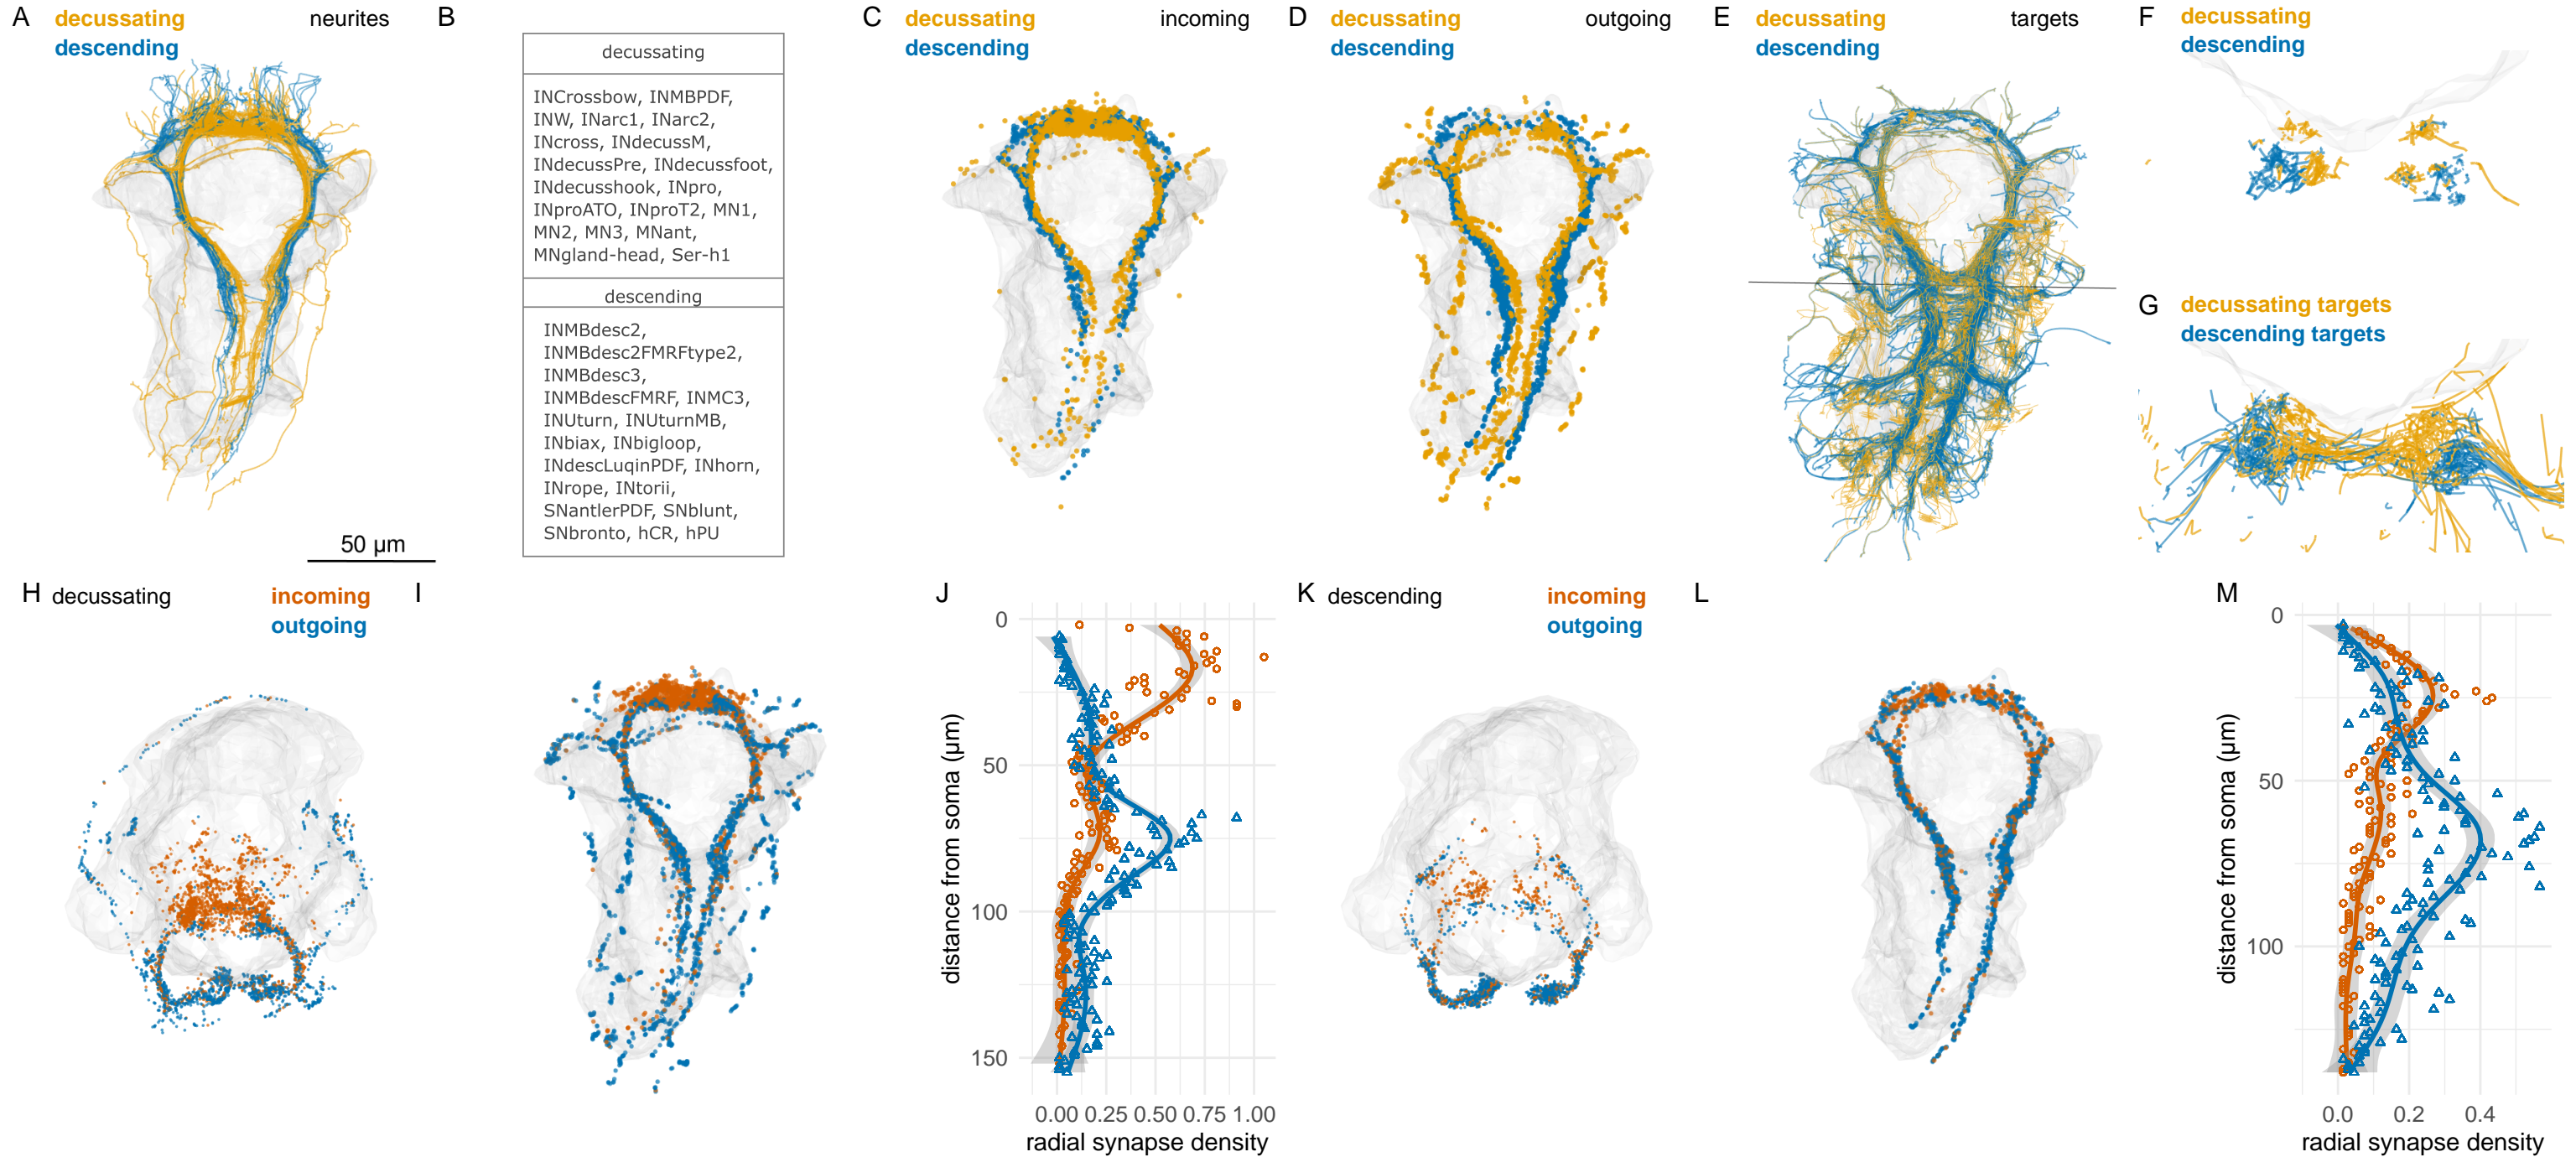 A decussating neurites
descending
50 µm
B
decussating
INCrossbow, INMBPDF,
INW, INarc1, INarc2,
INcross, INdecussM,
INdecussPre, INdecussfoot,
INdecusshook, INpro,
INproATO, INproT2, MN1,
MN2, MN3, MNant,
MNgland-head, Ser-h1
descending
INMBdesc2,
INMBdesc2FMRFtype2,
INMBdesc3,
INMBdescFMRF, INMC3,
INUturn, INUturnMB,
INbiax, INbigloop,
INdescLuqinPDF, INhorn,
INrope, INtorii,
SNantlerPDF, SNblunt,
SNbronto, hCR, hPU
C decussating incoming
descending
D decussating outgoing
descending
E decussating targets
descending
F decussating
descending
G decussating targets
descending targets
H decussating incoming
outgoing
I
J
0
50
100
150
distance from soma (µm)
0.00 0.25 0.50 0.75 1.00
radial synapse density
K descending incoming
outgoing
L
M
0
50
100
distance from soma (µm)
0.0 0.2 0.4
radial synapse density